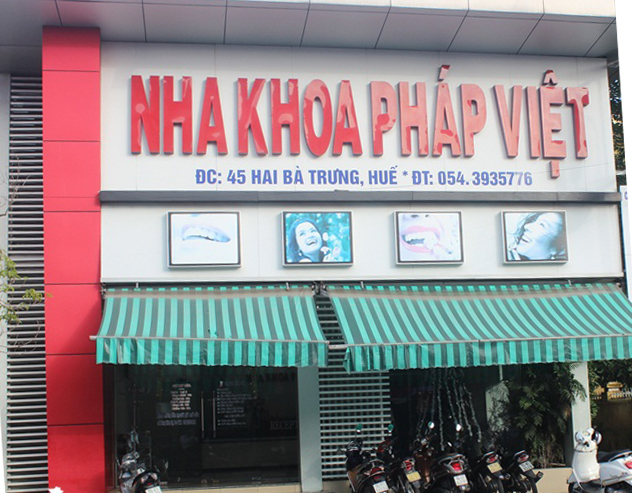 NHA KHOA PHÁP VIỆT
ĐC: 45 HAI BÀ TRƯNG, HUẾ * ĐT: 054.3935776